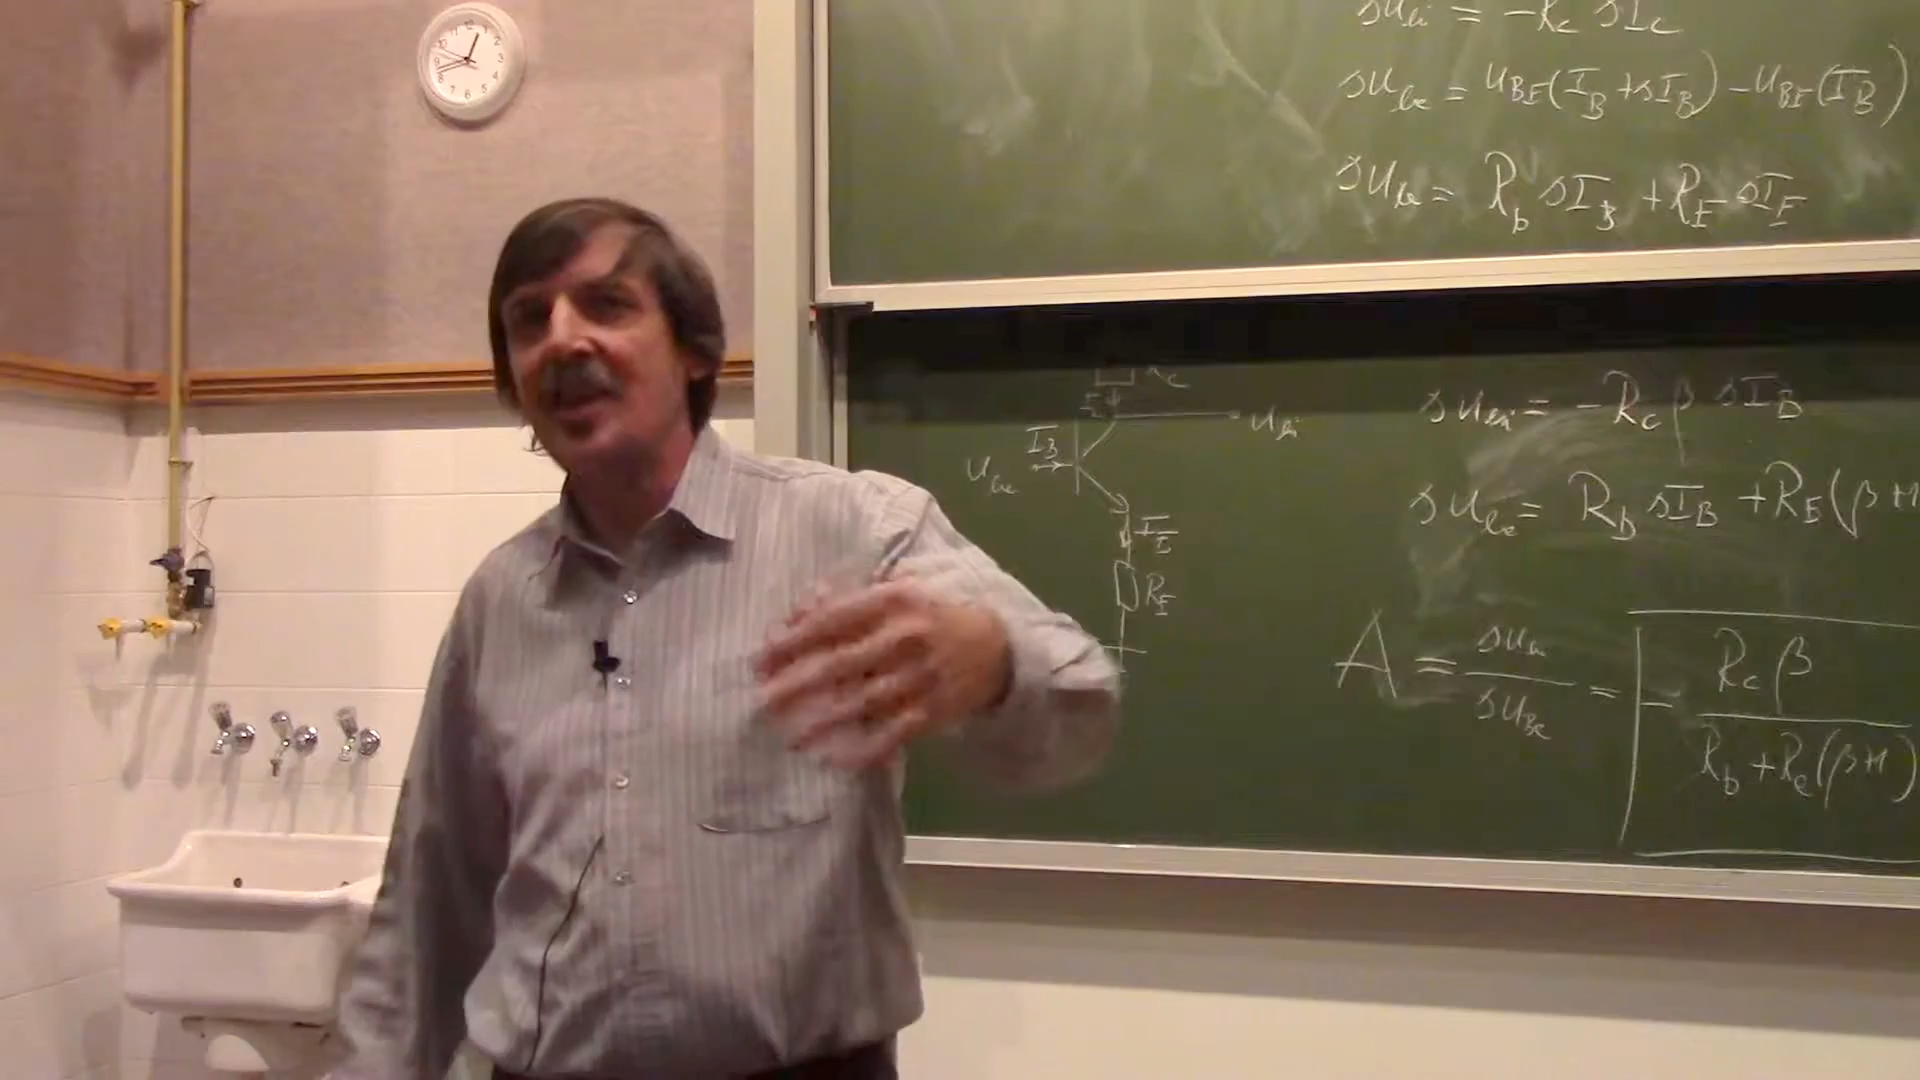 δU_ki = -R_C δI_C
δU_be = U_BE(I_B + δI_B) - U_BE(I_B)
δU_be = R_b δI_B + R_E δI_E
R_C
U_ki
I_B
U_be
I_E
R_E
δU_ki = -R_C β δI_B
δU_be = R_b δI_B + R_E(β+1
A = δU_ki / δU_be = - R_C β / (R_b + R_e(β+1))